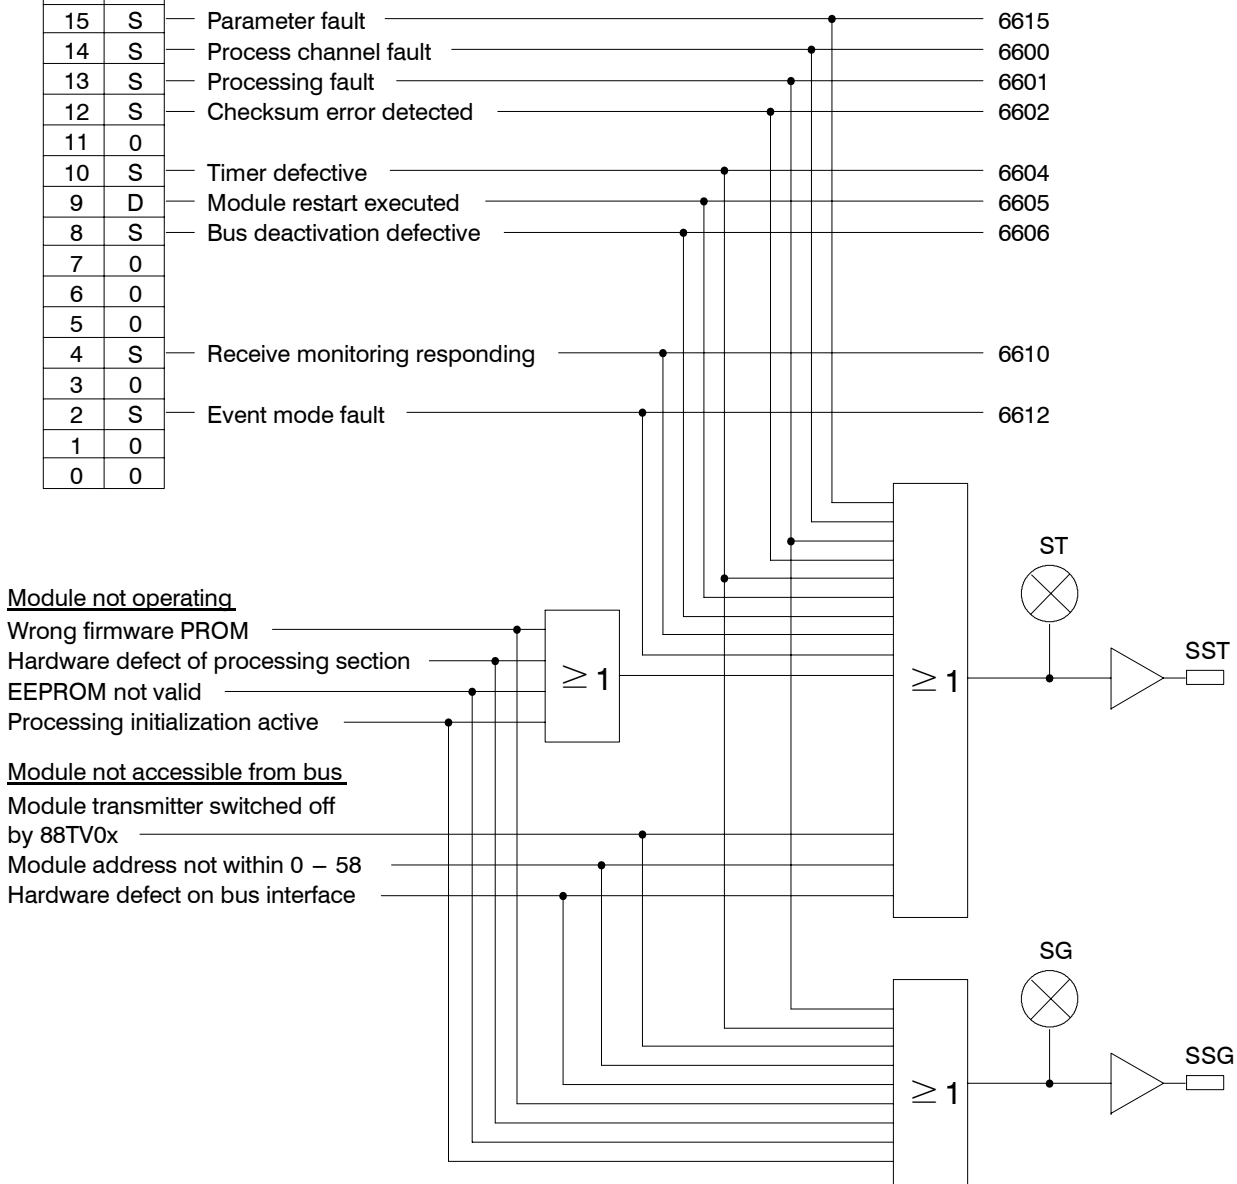 15 S Parameter fault 6615
14 S Process channel fault 6600
13 S Processing fault 6601
12 S Checksum error detected 6602
11 0
10 S Timer defective 6604
9 D Module restart executed 6605
8 S Bus deactivation defective 6606
7 0
6 0
5 0
4 S Receive monitoring responding 6610
3 0
2 S Event mode fault 6612
1 0
0 0
ST
Module not operating
Wrong firmware PROM
Hardware defect of processing section
EEPROM not valid
Processing initialization active
≥ 1
≥ 1
SST
Module not accessible from bus
Module transmitter switched off
by 88TV0x
Module address not within 0 – 58
Hardware defect on bus interface
SG
≥ 1
SSG